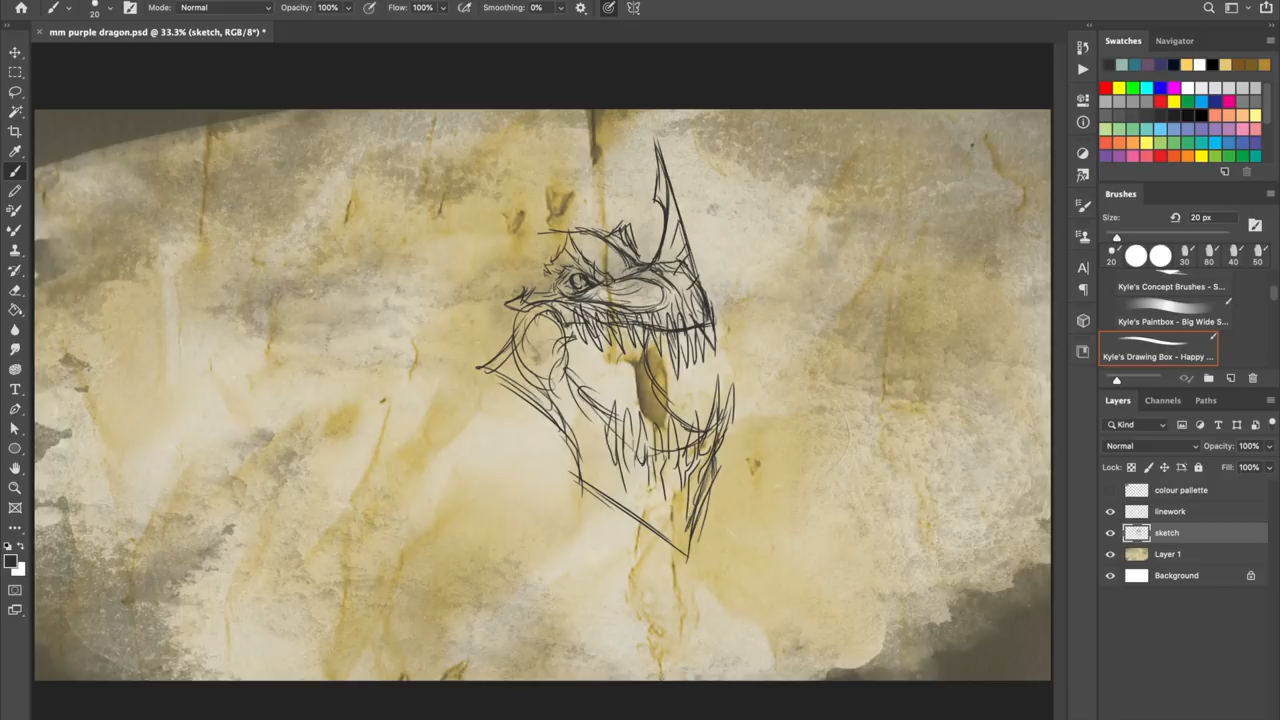 20
Mode: Normal
Opacity: 100%
Flow: 100%
Smoothing: 0%
mm purple dragon.psd @ 33.3% (sketch, RGB/8*) *
Swatches
Navigator
Brushes
Size:
20 px
20
30
80
40
50
Kyle's Concept Brushes - S...
Kyle's Paintbox - Big Wide S...
Kyle's Drawing Box - Happy ...
Layers
Channels
Paths
Kind
Normal
Opacity: 100%
Lock:
Fill: 100%
colour pallette
linework
sketch
Layer 1
Background